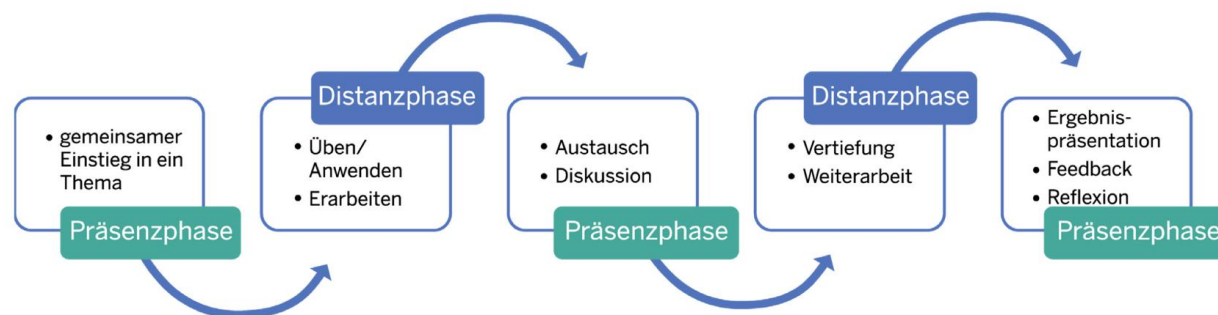 • gemeinsamer
Einstieg in ein
Thema
Präsenzphase
Distanzphase
• Üben/
Anwenden
• Erarbeiten
• Austausch
• Diskussion
Präsenzphase
Distanzphase
• Vertiefung
• Weiterarbeit
• Ergebnis-
präsentation
• Feedback
• Reflexion
Präsenzphase